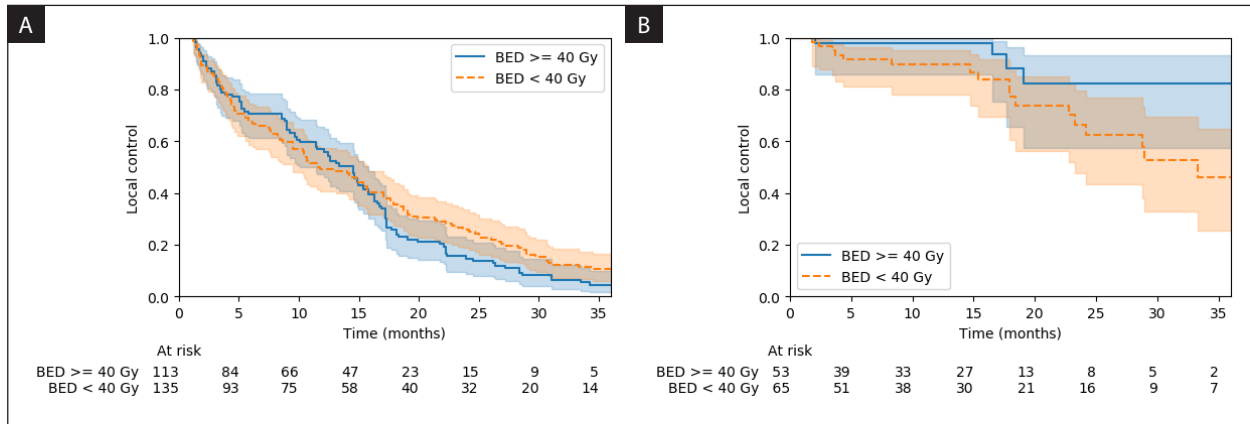 A
1.0
0.8
0.6
0.4
0.2
0.0
Local control
BED >= 40 Gy
BED < 40 Gy
0 5 10 15 20 25 30 35
Time (months)
At risk
BED >= 40 Gy 113 84 66 47 23 15 9 5
BED < 40 Gy 135 93 75 58 40 32 20 14
B
1.0
0.8
0.6
0.4
0.2
0.0
Local control
BED >= 40 Gy
BED < 40 Gy
0 5 10 15 20 25 30 35
Time (months)
At risk
BED >= 40 Gy 53 39 33 27 13 8 5 2
BED < 40 Gy 65 51 38 30 21 16 9 7